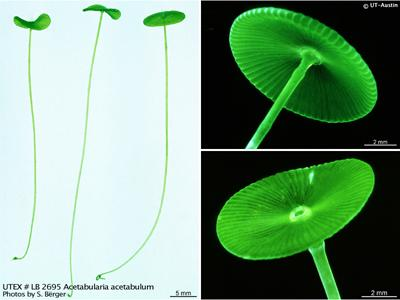 © UT-Austin
2 mm
2 mm
UTEX # LB 2695 Acetabularia acetabulum
Photos by S. Berger
5 mm